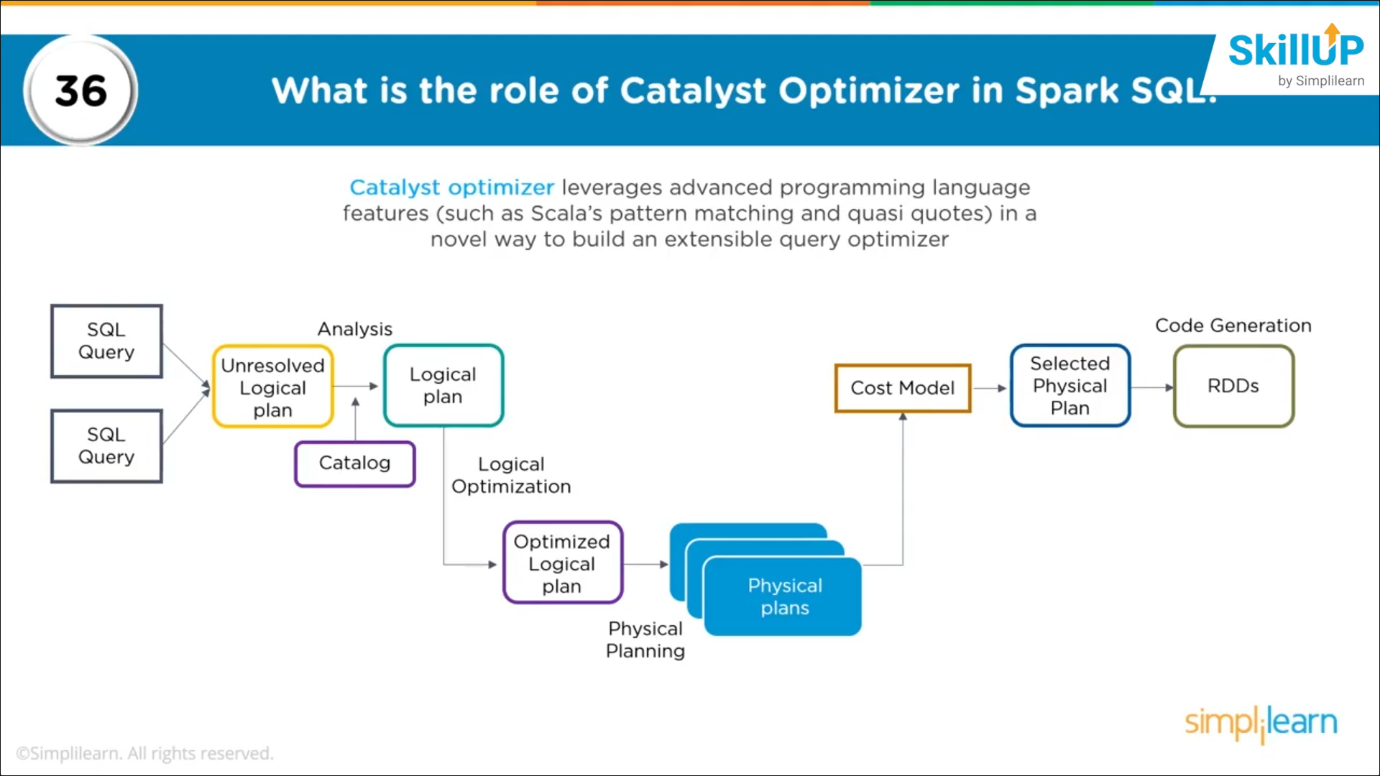 36
What is the role of Catalyst Optimizer in Spark SQL?
SkillUP
by Simplilearn
Catalyst optimizer leverages advanced programming language
features (such as Scala's pattern matching and quasi quotes) in a
novel way to build an extensible query optimizer
SQL
Query
SQL
Query
Unresolved
Logical
plan
Analysis
Catalog
Logical
plan
Logical
Optimization
Optimized
Logical
plan
Physical
Planning
Physical
plans
Cost Model
Selected
Physical
Plan
Code Generation
RDDs
simplilearn
©Simplilearn. All rights reserved.